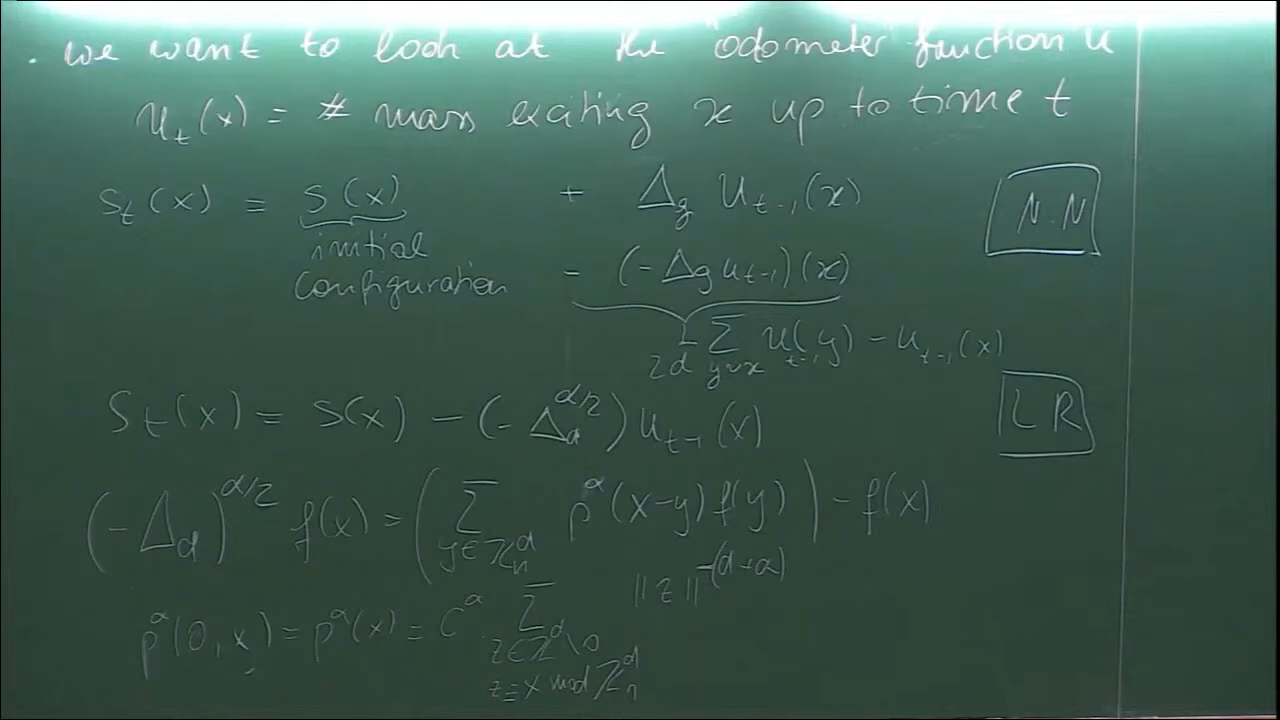 . we want to look at the "odometer" function u
u_t(x) = # mass exiting x up to time t
S_t(x) = S(x) + Δ_g u_{t-1}(x) N.N
initial
configuration - (-Δ_g u_{t-1})(x)
1/2d Σ_{y~x} u_{t-1}(y) - u_{t-1}(x)
S_t(x) = S(x) - (-Δ_d^{α/2}) u_{t-1}(x) LR
(-Δ_d)^{α/2} f(x) = (Σ_{y∈Z_n^d} p^α(x-y) f(y)) - f(x)
p^α(0,x) = p^α(x) = C^α Σ_{z∈Z^d\0, z≡x mod Z_n^d} ||z||^{-(d+α)}